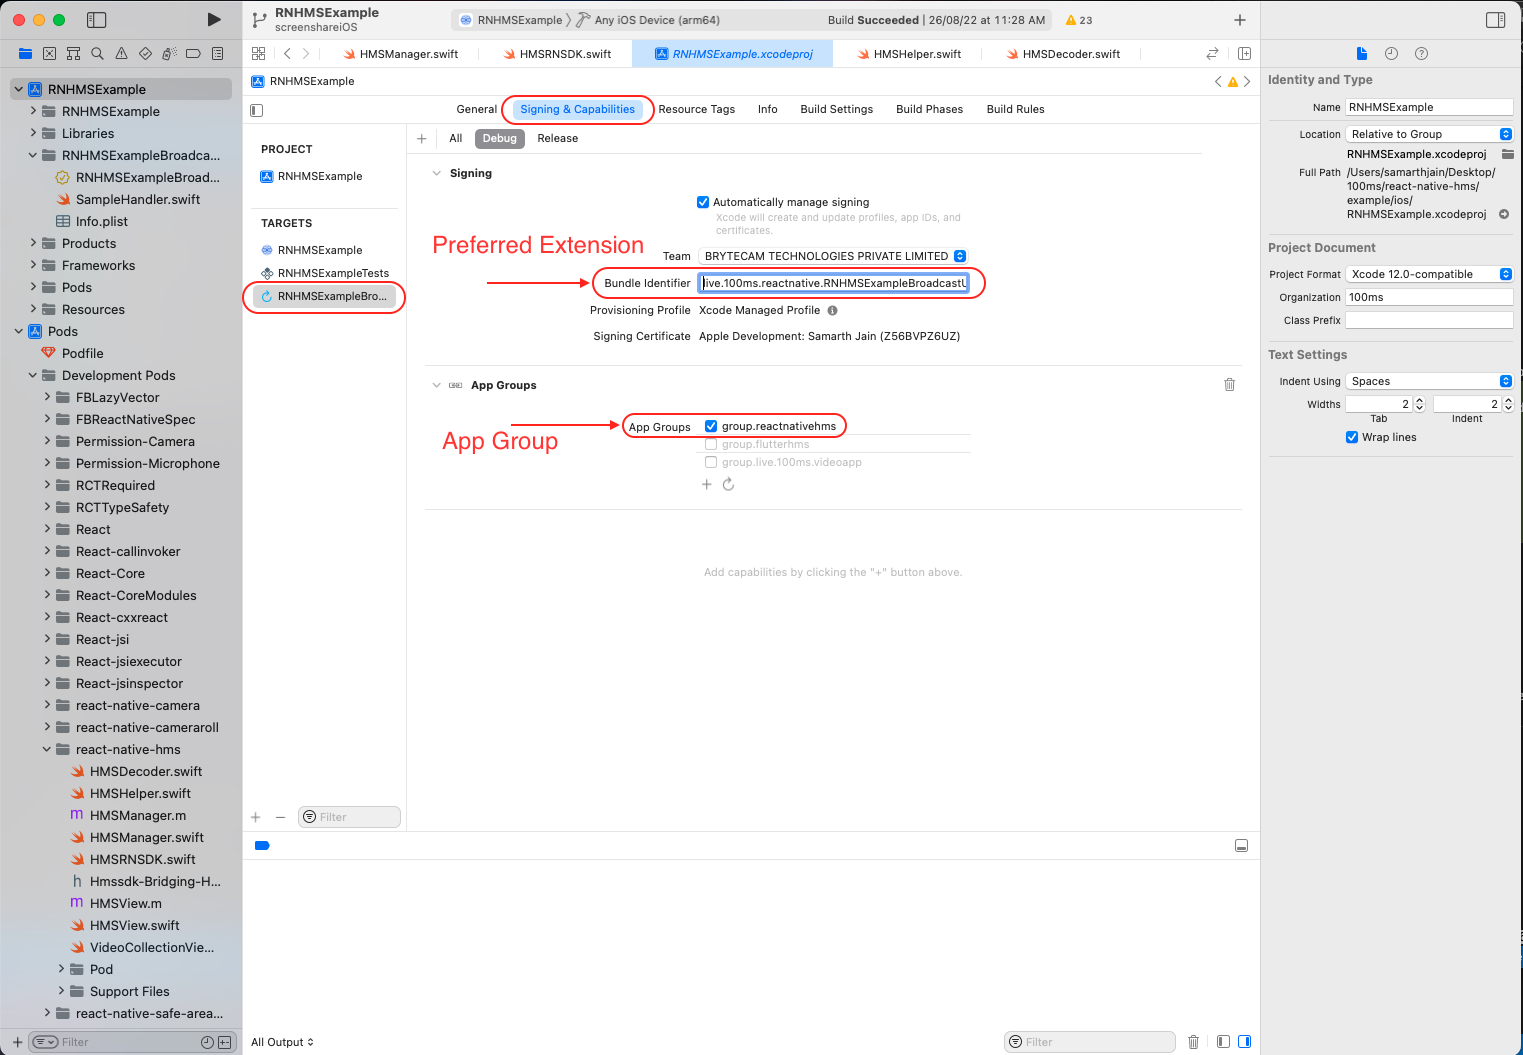 RNHMSExample
screenshareiOS
RNHMSExample
Any iOS Device (arm64)
Build Succeeded | 26/08/22 at 11:28 AM
23
HMSManager.swift
HMSRNSDK.swift
RNHMSExample.xcodeproj
HMSHelper.swift
HMSDecoder.swift
RNHMSExample
General
Signing & Capabilities
Resource Tags
Info
Build Settings
Build Phases
Build Rules
RNHMSExample
RNHMSExample
Libraries
RNHMSExampleBroadca...
RNHMSExampleBroad...
SampleHandler.swift
Info.plist
Products
Frameworks
Pods
Resources
Pods
Podfile
Development Pods
FBLazyVector
FBReactNativeSpec
Permission-Camera
Permission-Microphone
RCTRequired
RCTTypeSafety
React
React-callinvoker
React-Core
React-CoreModules
React-cxxreact
React-jsi
React-jsiexecutor
React-jsinspector
react-native-camera
react-native-cameraroll
react-native-hms
HMSDecoder.swift
HMSHelper.swift
m HMSManager.m
HMSManager.swift
HMSRNSDK.swift
h Hmssdk-Bridging-H...
m HMSView.m
HMSView.swift
VideoCollectionVie...
Pod
Support Files
react-native-safe-area...
Filter
PROJECT
RNHMSExample
TARGETS
RNHMSExample
RNHMSExampleTests
RNHMSExampleBro...
Filter
All
Debug
Release
Signing
Automatically manage signing
Xcode will create and update profiles, app IDs, and
certificates.
Preferred Extension
Team BRYTECAM TECHNOLOGIES PRIVATE LIMITED
Bundle Identifier live.100ms.reactnative.RNHMSExampleBroadcastU
Provisioning Profile Xcode Managed Profile
Signing Certificate Apple Development: Samarth Jain (Z56BVPZ6UZ)
App Groups
App Group
App Groups group.reactnativehms
group.flutterhms
group.live.100ms.videoapp
Add capabilities by clicking the "+" button above.
All Output
Filter
Identity and Type
Name RNHMSExample
Location Relative to Group
RNHMSExample.xcodeproj
Full Path /Users/samarthjain/Desktop/
100ms/react-native-hms/
example/ios/
RNHMSExample.xcodeproj
Project Document
Project Format Xcode 12.0-compatible
Organization 100ms
Class Prefix
Text Settings
Indent Using Spaces
Widths 2 2
Tab Indent
Wrap lines